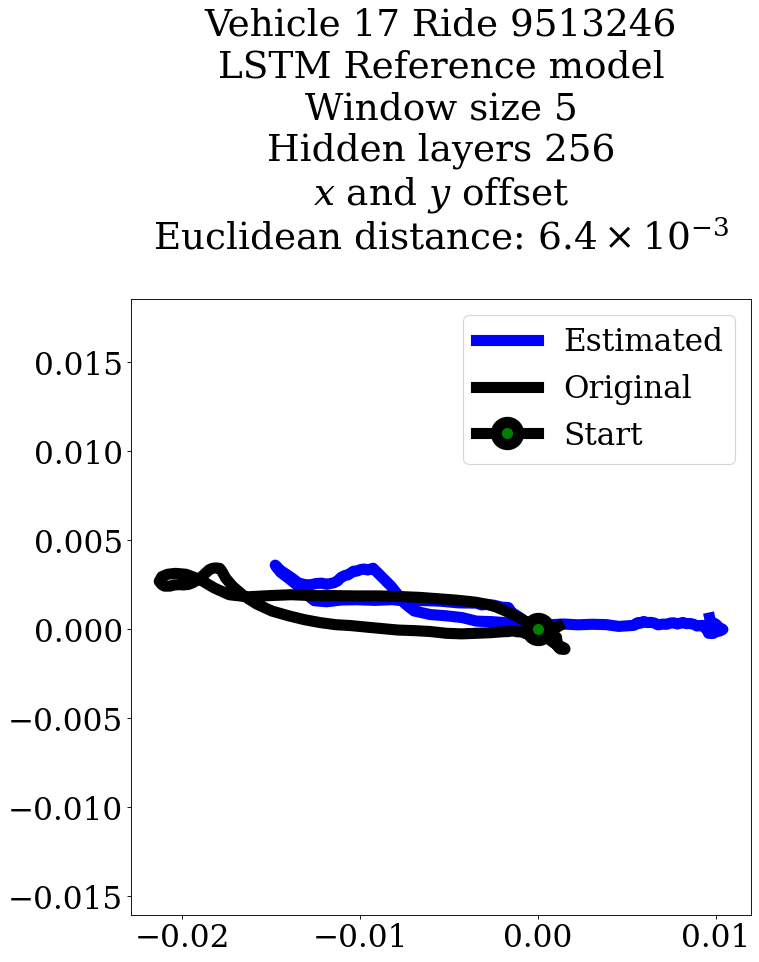 Vehicle 17 Ride 9513246
LSTM Reference model
Window size 5
Hidden layers 256
x and y offset
Euclidean distance: 6.4 × 10⁻³
Estimated
Original
Start
0.015
0.010
0.005
0.000
−0.005
−0.010
−0.015
−0.02 −0.01 0.00 0.01